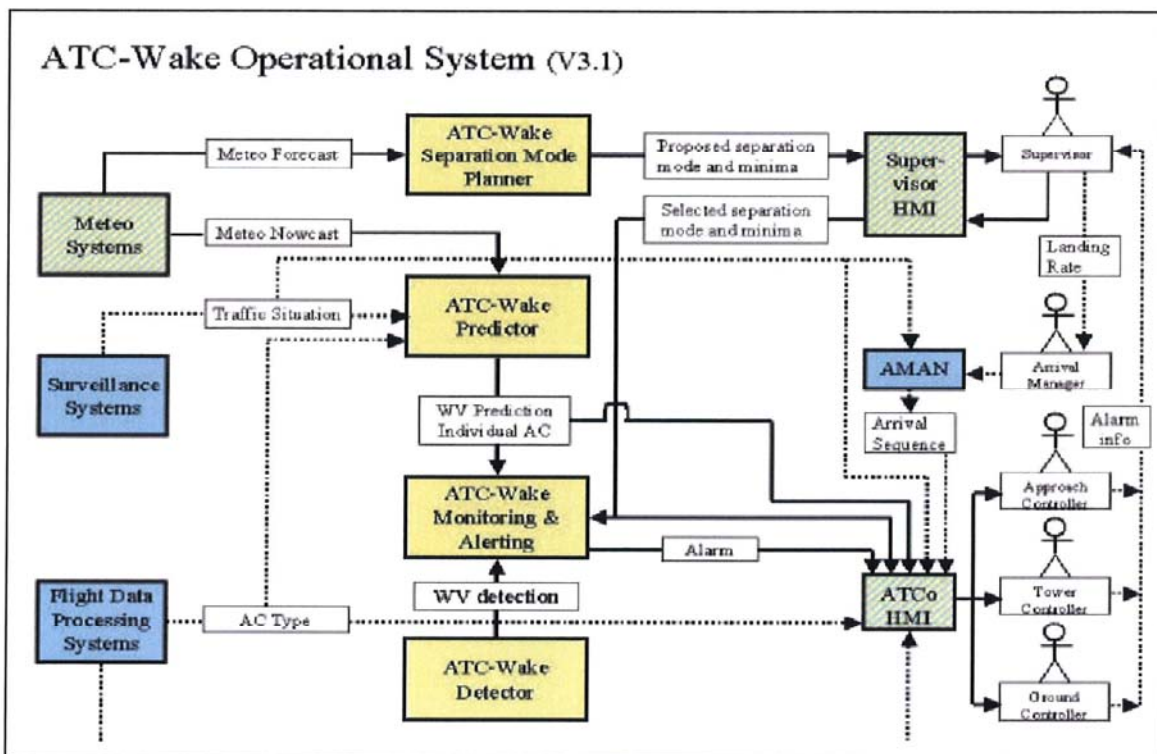 ATC-Wake Operational System (V3.1)
ATC-Wake
Separation Mode
Planner
Meteo Forecast
Proposed separation
mode and minima
Super-
visor
HMI
Supervisor
Meteo
Systems
Meteo Nowcast
Selected separation
mode and minima
Landing
Rate
ATC-Wake
Predictor
Traffic Situation
Surveillance
Systems
AMAN
Arrival
Manager
WV Prediction
Individual AC
Arrival
Sequence
Alarm
info
ATC-Wake
Monitoring &
Alerting
Approach
Controller
Alarm
Flight Data
Processing
Systems
AC Type
WV detection
ATCo
HMI
Tower
Controller
ATC-Wake
Detector
Ground
Controller